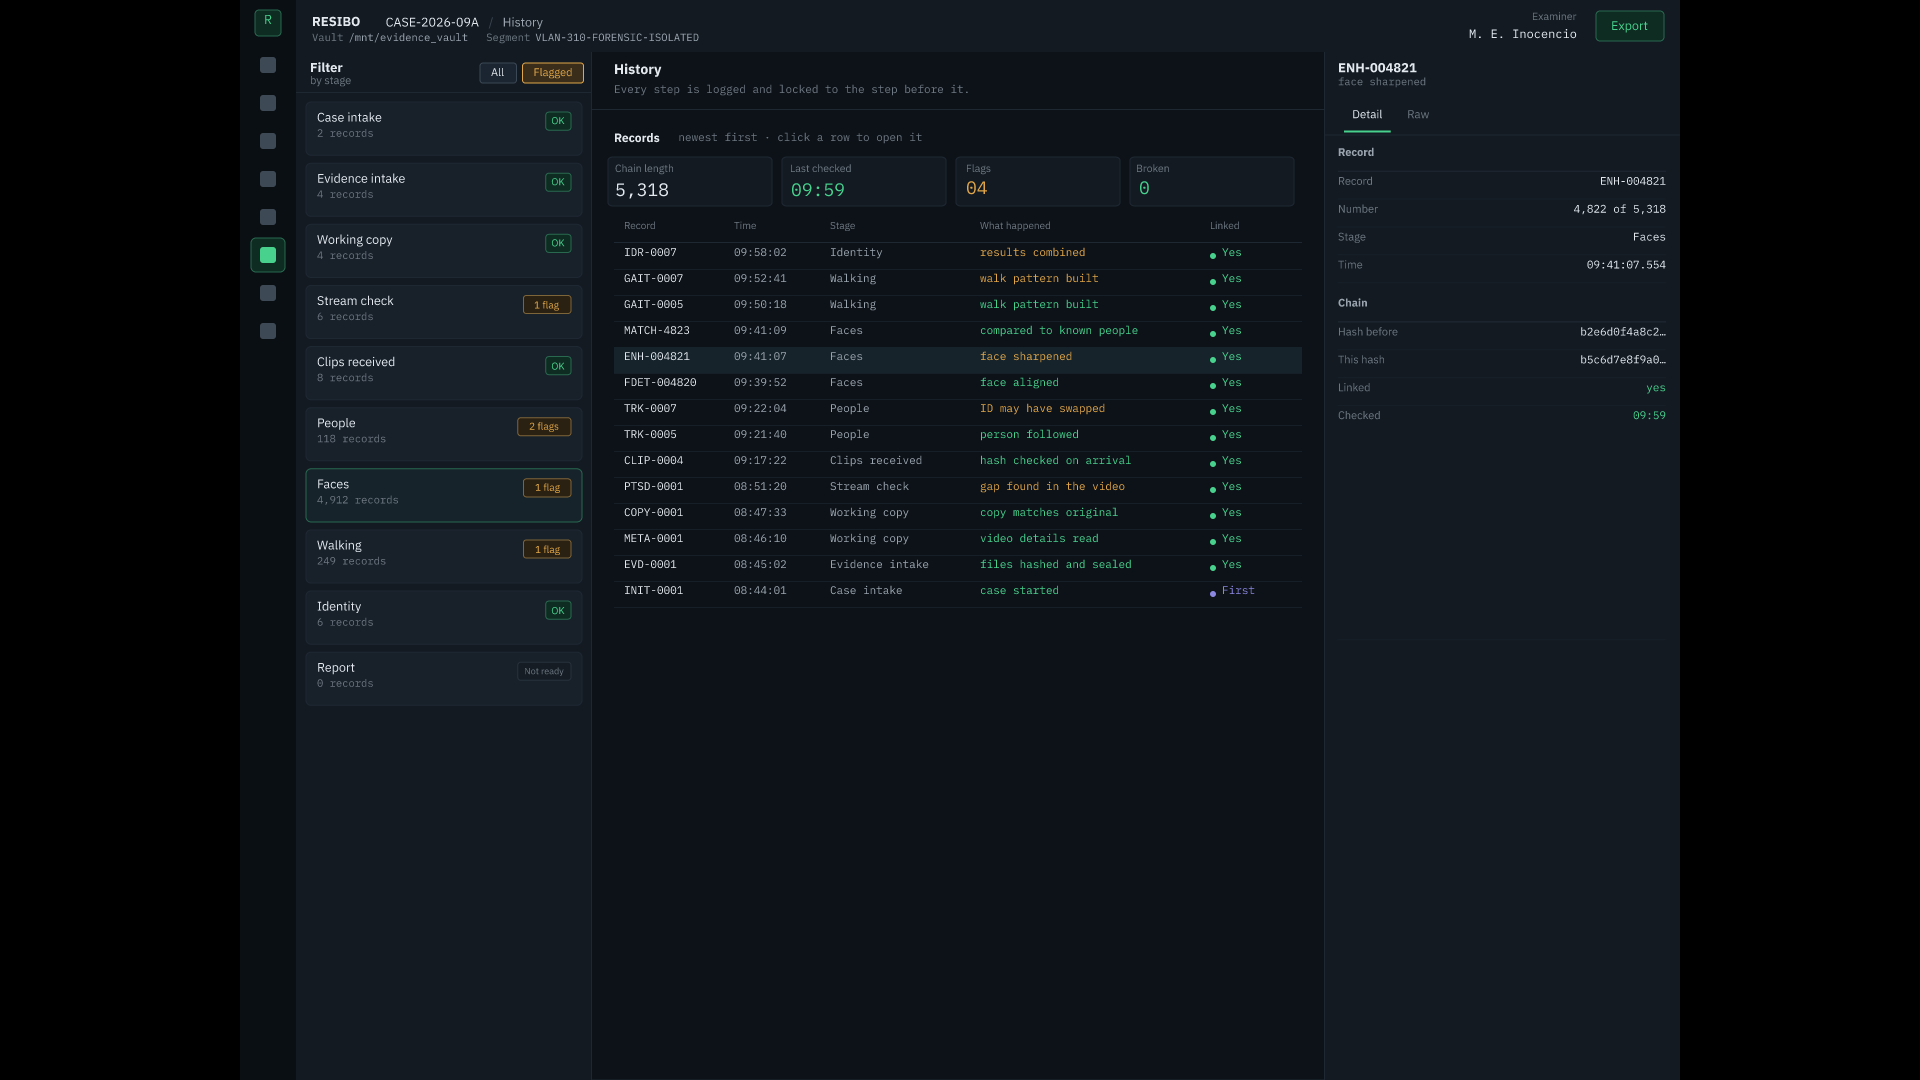 R
RESIBO CASE-2026-09A / History
Vault /mnt/evidence_vault Segment VLAN-310-FORENSIC-ISOLATED
Examiner
M. E. Inocencio
Export
Filter
by stage
All
Flagged
Case intake
2 records
OK
Evidence intake
4 records
OK
Working copy
4 records
OK
Stream check
6 records
1 flag
Clips received
8 records
OK
People
118 records
2 flags
Faces
4,912 records
1 flag
Walking
249 records
1 flag
Identity
6 records
OK
Report
0 records
Not ready
History
Every step is logged and locked to the step before it.
Records newest first · click a row to open it
Chain length
5,318
Last checked
09:59
Flags
04
Broken
0
Record Time Stage What happened Linked
IDR-0007 09:58:02 Identity results combined Yes
GAIT-0007 09:52:41 Walking walk pattern built Yes
GAIT-0005 09:50:18 Walking walk pattern built Yes
MATCH-4823 09:41:09 Faces compared to known people Yes
ENH-004821 09:41:07 Faces face sharpened Yes
FDET-004820 09:39:52 Faces face aligned Yes
TRK-0007 09:22:04 People ID may have swapped Yes
TRK-0005 09:21:40 People person followed Yes
CLIP-0004 09:17:22 Clips received hash checked on arrival Yes
PTSD-0001 08:51:20 Stream check gap found in the video Yes
COPY-0001 08:47:33 Working copy copy matches original Yes
META-0001 08:46:10 Working copy video details read Yes
EVD-0001 08:45:02 Evidence intake files hashed and sealed Yes
INIT-0001 08:44:01 Case intake case started First
ENH-004821
face sharpened
Detail Raw
Record
Record ENH-004821
Number 4,822 of 5,318
Stage Faces
Time 09:41:07.554
Chain
Hash before b2e6d0f4a8c2…
This hash b5c6d7e8f9a0…
Linked yes
Checked 09:59